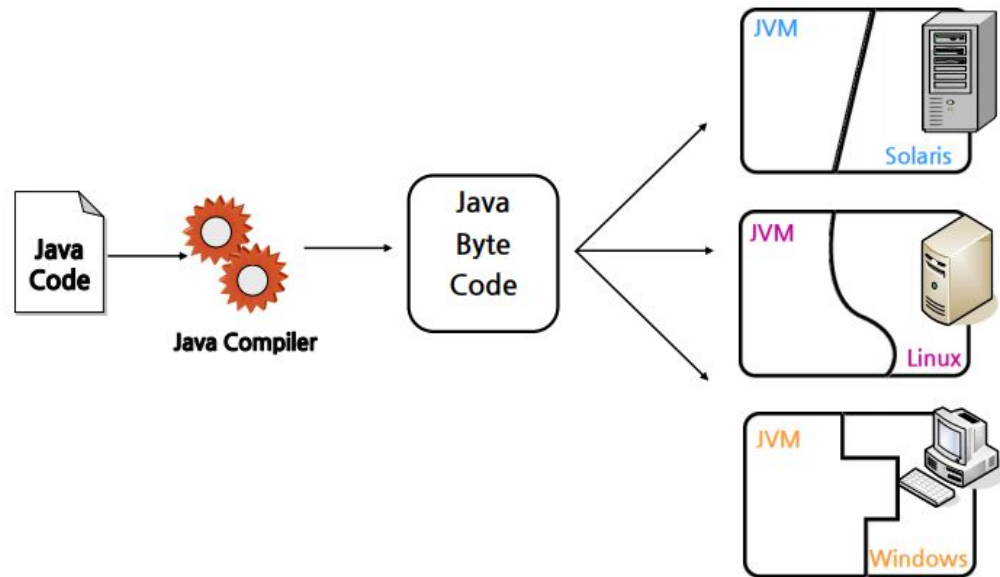 Java
Code
Java Compiler
Java
Byte
Code
JVM
Solaris
JVM
Linux
JVM
Windows